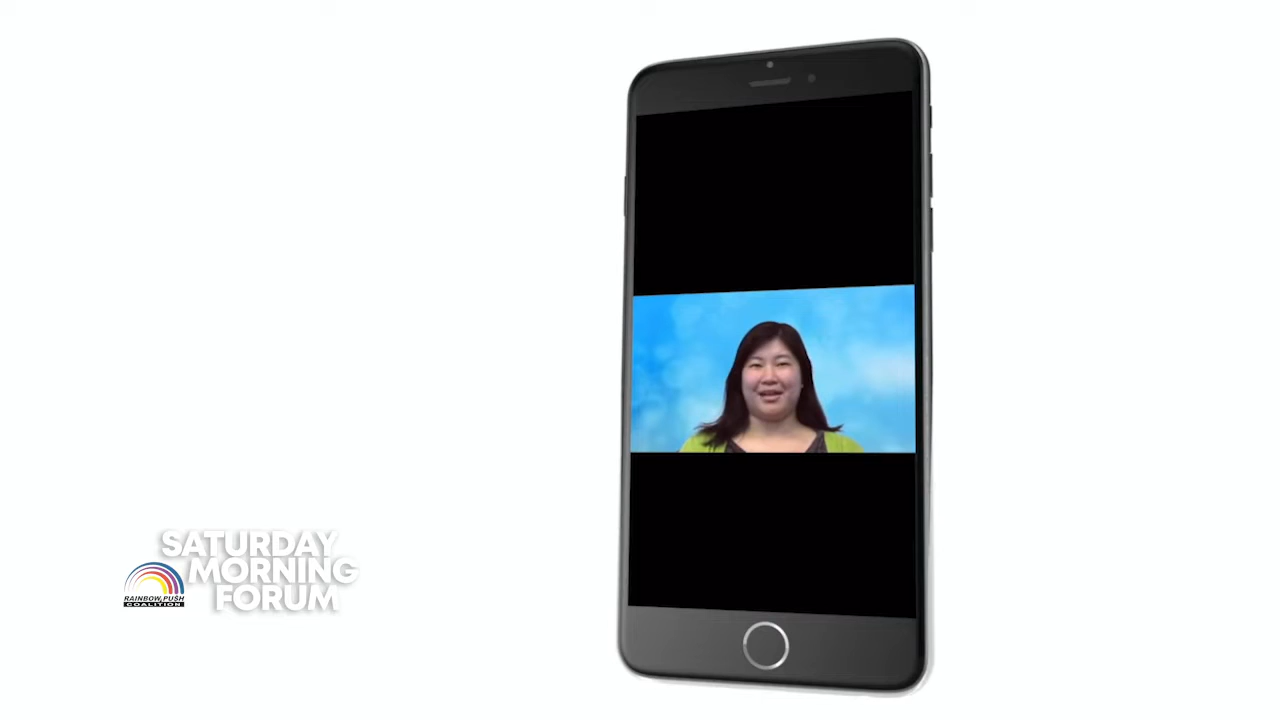 SATURDAY
MORNING
FORUM
RAINBOW PUSH
COALITION